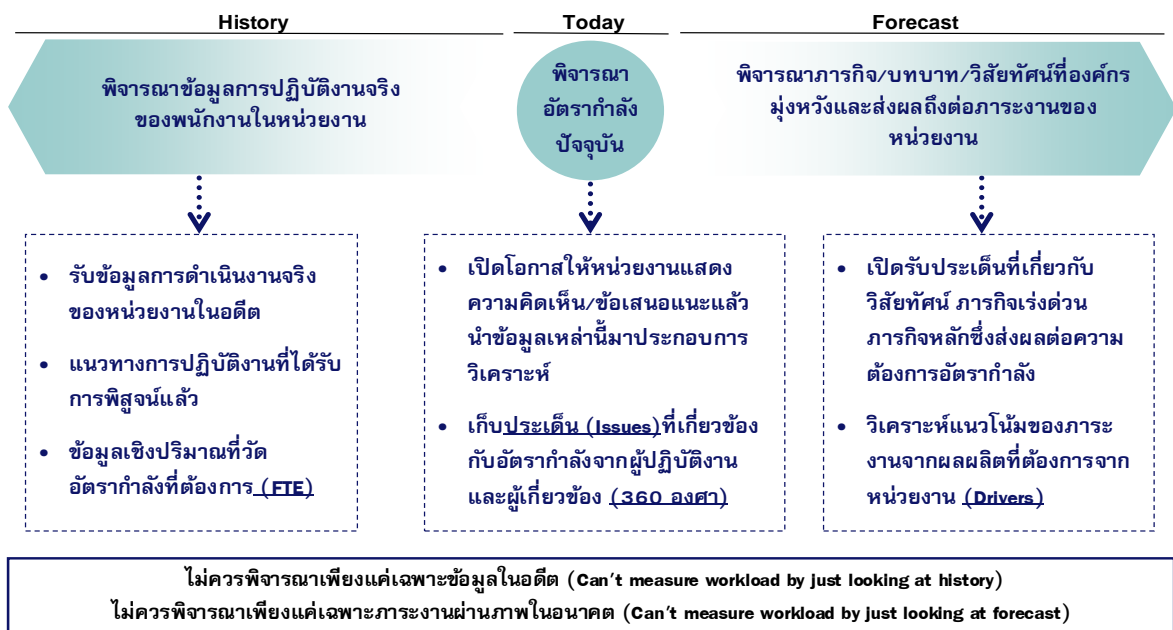 History
Today
Forecast
พิจารณาข้อมูลการปฏิบัติงานจริง
ของพนักงานในหน่วยงาน
พิจารณา
อัตรากำลัง
ปัจจุบัน
พิจารณาภารกิจ/บทบาท/วิสัยทัศน์ที่องค์กร
มุ่งหวังและส่งผลถึงต่อภาระงานของ
หน่วยงาน
• รับข้อมูลการดำเนินงานจริง
ของหน่วยงานในอดีต
• แนวทางการปฏิบัติงานที่ได้รับ
การพิสูจน์แล้ว
• ข้อมูลเชิงปริมาณที่วัด
อัตรากำลังที่ต้องการ (FTE)
• เปิดโอกาสให้หน่วยงานแสดง
ความคิดเห็น/ข้อเสนอแนะแล้ว
นำข้อมูลเหล่านี้มาประกอบการ
วิเคราะห์
• เก็บประเด็น (Issues)ที่เกี่ยวข้อง
กับอัตรากำลังจากผู้ปฏิบัติงาน
และผู้เกี่ยวข้อง (360 องศา)
• เปิดรับประเด็นที่เกี่ยวกับ
วิสัยทัศน์ ภารกิจเร่งด่วน
ภารกิจหลักซึ่งส่งผลต่อความ
ต้องการอัตรากำลัง
• วิเคราะห์แนวโน้มของภาระ
งานจากผลผลิตที่ต้องการจาก
หน่วยงาน (Drivers)
ไม่ควรพิจารณาเพียงแค่เฉพาะข้อมูลในอดีต (Can't measure workload by just looking at history)
ไม่ควรพิจารณาเพียงแค่เฉพาะภาระงานผ่านภาพในอนาคต (Can't measure workload by just looking at forecast)